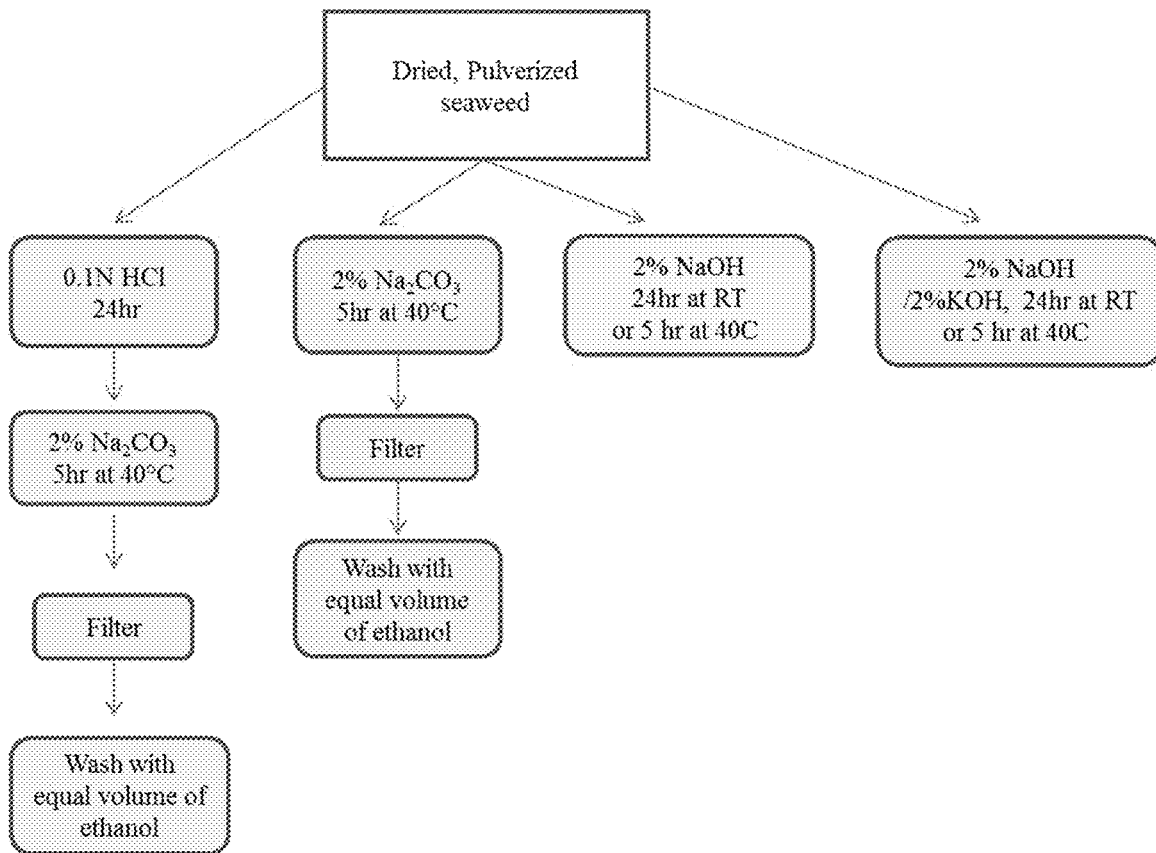 Dried, Pulverized
seaweed
0.1N HCl
24hr
2% Na₂CO₃
5hr at 40°C
2% NaOH
24hr at RT
or 5 hr at 40C
2% NaOH
/2%KOH, 24hr at RT
or 5 hr at 40C
2% Na₂CO₃
5hr at 40°C
Filter
Filter
Wash with
equal volume
of ethanol
Wash with
equal volume of
ethanol